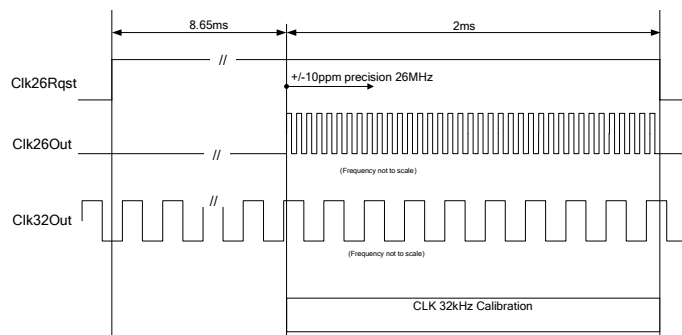 8.65ms
2ms
//
Clk26Rqst
+/-10ppm precision 26MHz
Clk26Out
//
(Frequency not to scale)
//
Clk32Out
(Frequency not to scale)
CLK 32kHz Calibration